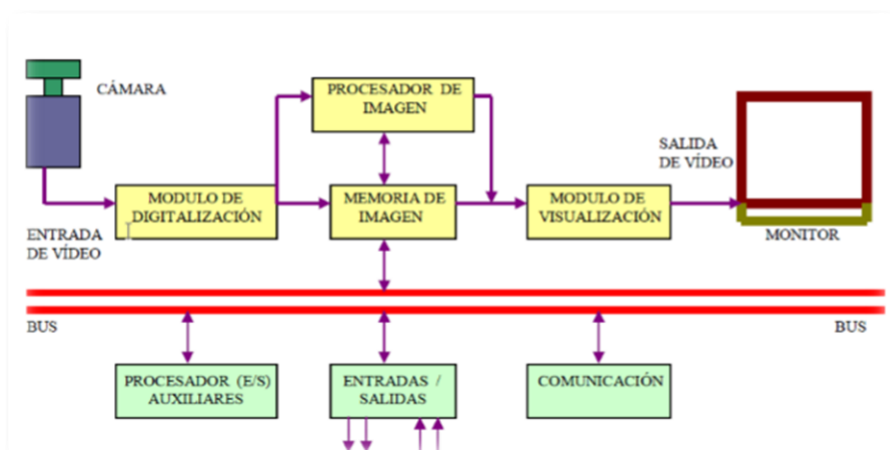 CÁMARA
PROCESADOR DE
IMAGEN
SALIDA
DE VÍDEO
MODULO DE
DIGITALIZACIÓN
MEMORIA DE
IMAGEN
MODULO DE
VISUALIZACIÓN
ENTRADA
DE VÍDEO
MONITOR
BUS
BUS
PROCESADOR (E/S)
AUXILIARES
ENTRADAS /
SALIDAS
COMUNICACIÓN